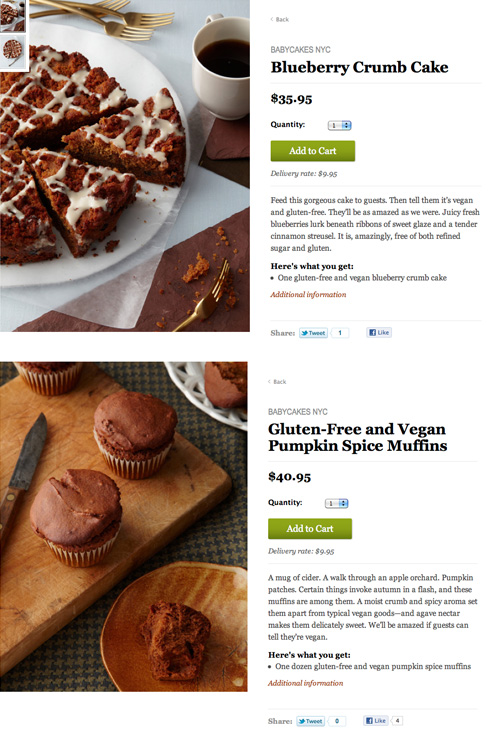 ‹ Back
BABYCAKES NYC
Blueberry Crumb Cake
$35.95
Quantity: 1
Add to Cart
Delivery rate: $9.95
Feed this gorgeous cake to guests. Then tell them it's vegan
and gluten-free. They'll be as amazed as we were. Juicy fresh
blueberries lurk beneath ribbons of sweet glaze and a tender
cinnamon streusel. It is, amazingly, free of both refined
sugar and gluten.
Here's what you get:
• One gluten-free and vegan blueberry crumb cake
Additional information
Share: Tweet 1 Like
‹ Back
BABYCAKES NYC
Gluten-Free and Vegan
Pumpkin Spice Muffins
$40.95
Quantity: 1
Add to Cart
Delivery rate: $9.95
A mug of cider. A walk through an apple orchard. Pumpkin
patches. Certain things invoke autumn in a flash, and these
muffins are among them. A moist crumb and spicy aroma set
them apart from typical vegan goods—and agave nectar
makes them delicately sweet. We'll be amazed if guests can
tell they're vegan.
Here's what you get:
• One dozen gluten-free and vegan pumpkin spice muffins
Additional information
Share: Tweet 0 Like 4